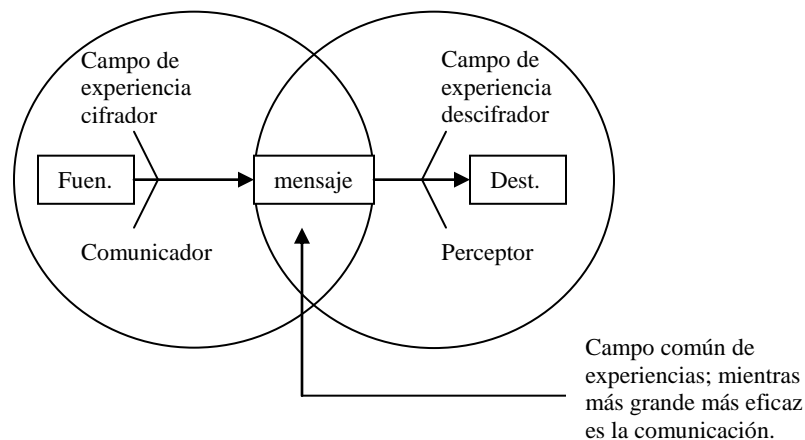 Campo de
experiencia
cifrador
Campo de
experiencia
descifrador
Fuen.
mensaje
Dest.
Comunicador
Perceptor
Campo común de
experiencias; mientras
más grande más eficaz
es la comunicación.